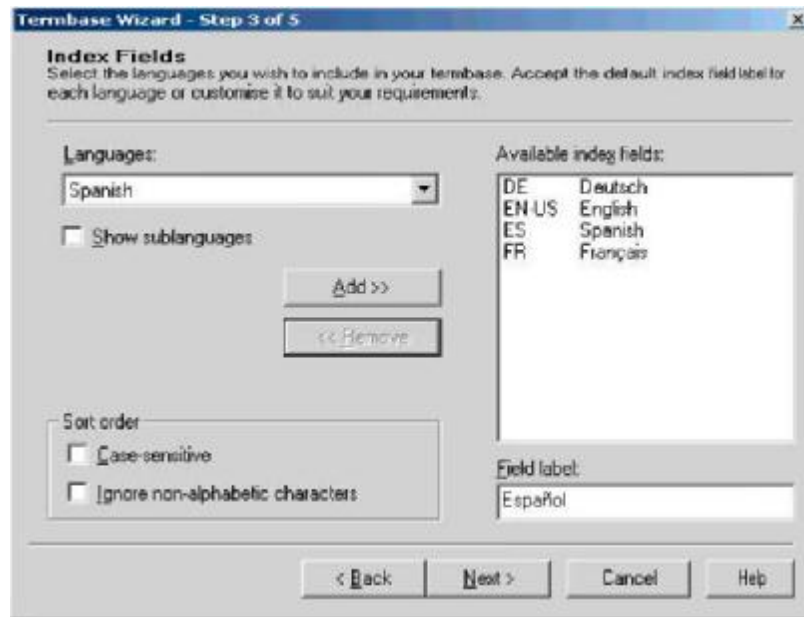 Termbase Wizard - Step 3 of 5
Index Fields
Select the languages you wish to include in your termbase. Accept the default index field label for
each language or customise it to suit your requirements.
Languages:
Spanish
Show sublanguages
Add >>
<< Remove
Available index fields:
DE Deutsch
EN-US English
ES Spanish
FR Français
Sort order
Case-sensitive
Ignore non-alphabetic characters
Field label:
Español
< Back Next > Cancel Help